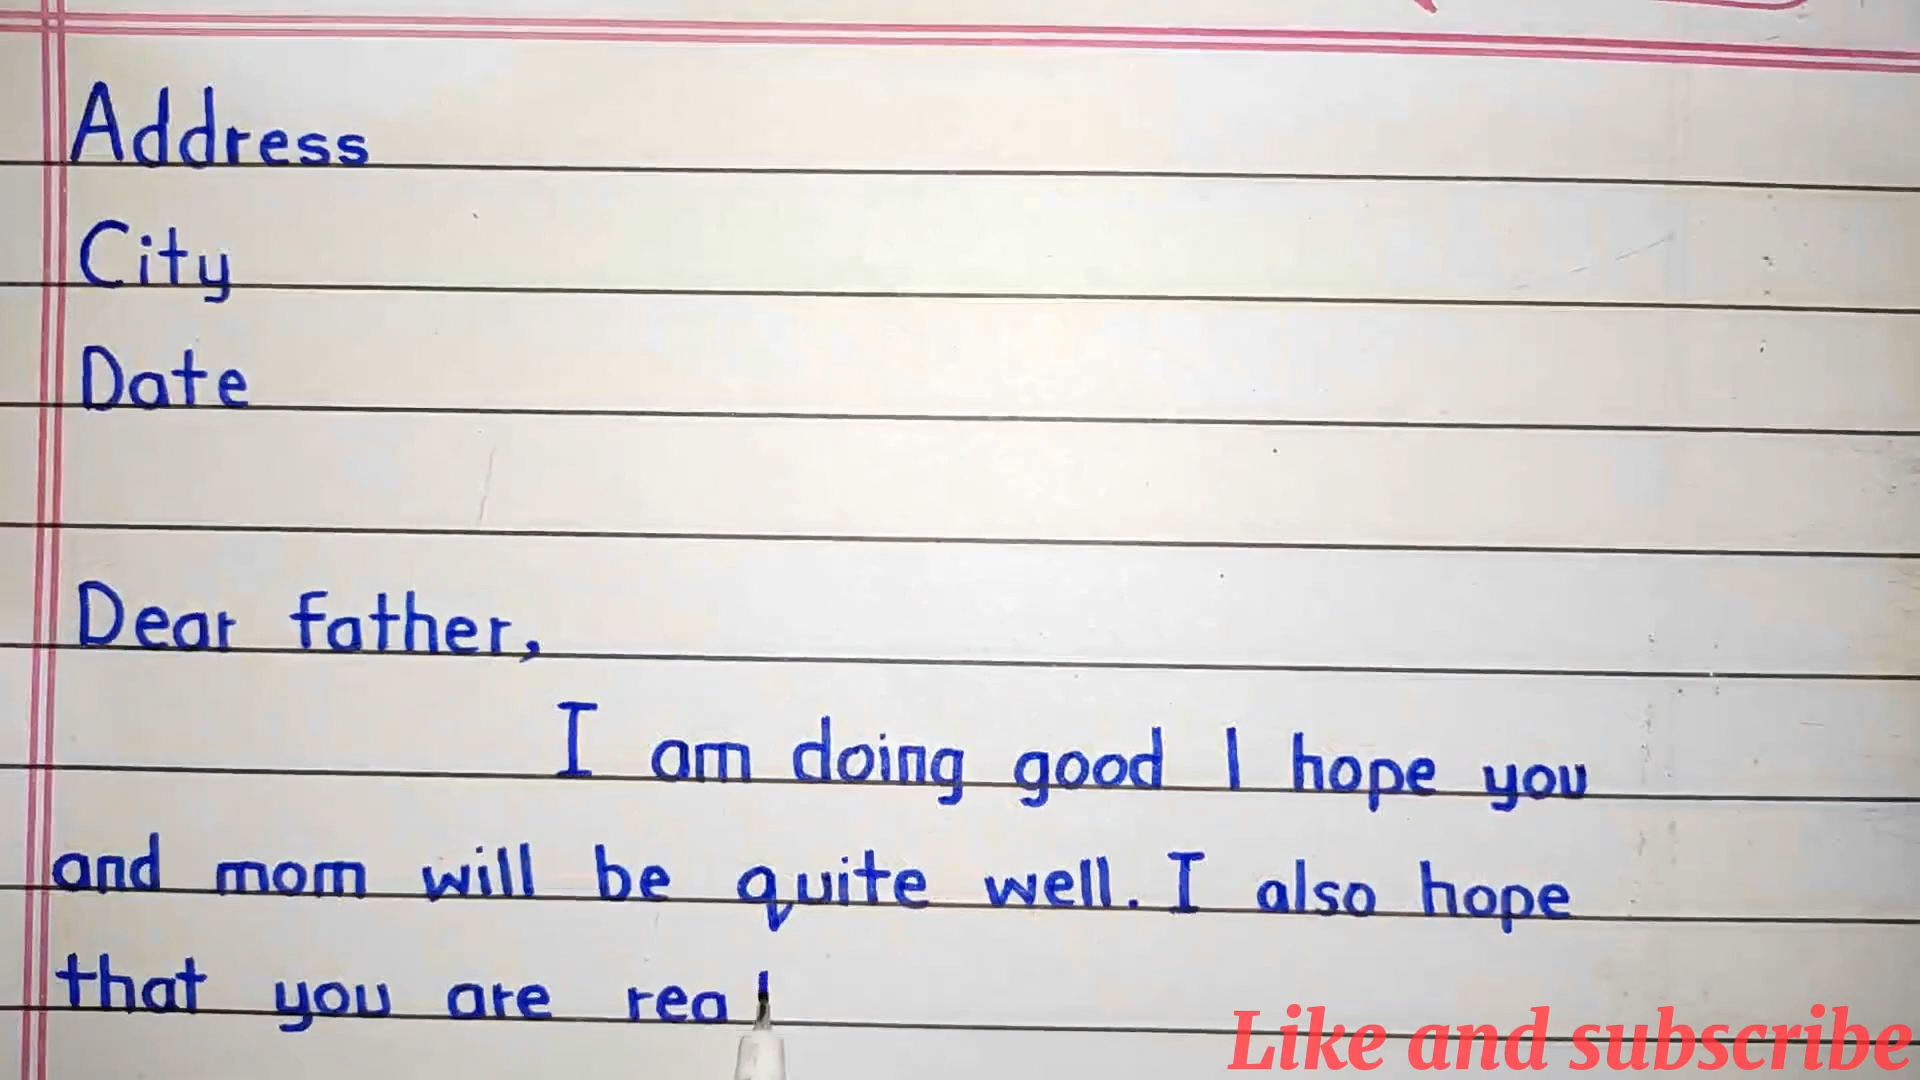 Address
City
Date
Dear father,
I am doing good I hope you
and mom will be quite well. I also hope
that you are rea
Like and subscribe